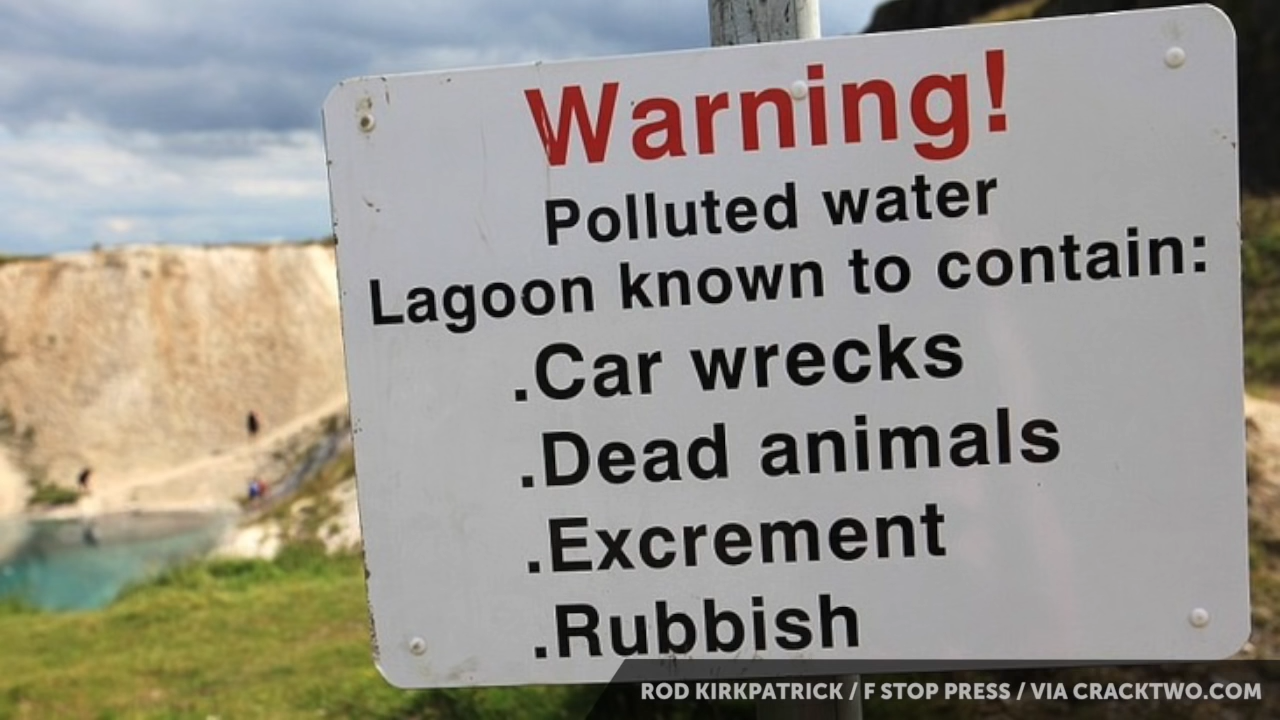 Warning!
Polluted water
Lagoon known to contain:
.Car wrecks
.Dead animals
.Excrement
.Rubbish
ROD KIRKPATRICK / F STOP PRESS / VIA CRACKTWO.COM